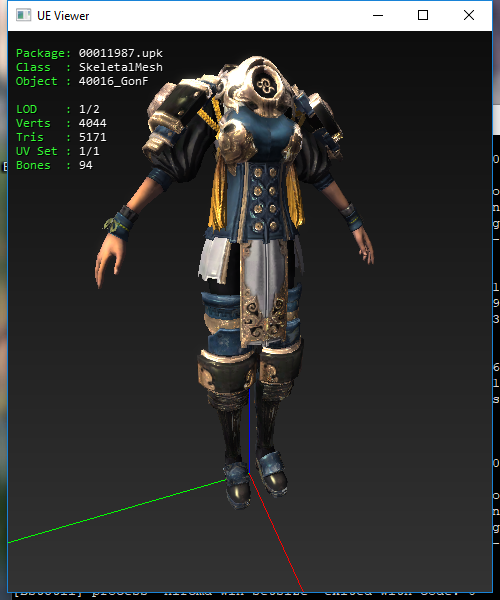 UE Viewer
Package: 00011987.upk
Class : SkeletalMesh
Object : 40016_GonF
LOD : 1/2
Verts : 4044
Tris : 5171
UV Set : 1/1
Bones : 94